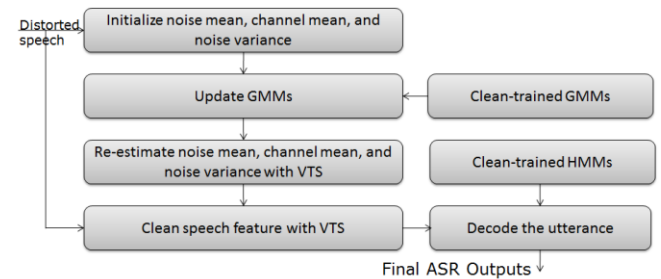 Distorted
speech
Initialize noise mean, channel mean, and
noise variance
Update GMMs
Clean-trained GMMs
Re-estimate noise mean, channel mean, and
noise variance with VTS
Clean-trained HMMs
Clean speech feature with VTS
Decode the utterance
Final ASR Outputs